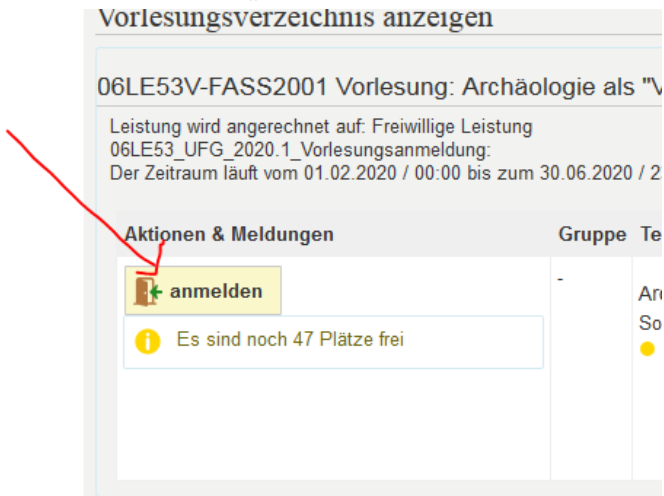 Vorlesungsverzeichnis anzeigen
06LE53V-FASS2001 Vorlesung: Archäologie als "V
Leistung wird angerechnet auf: Freiwillige Leistung
06LE53_UFG_2020.1_Vorlesungsanmeldung:
Der Zeitraum läuft vom 01.02.2020 / 00:00 bis zum 30.06.2020 / 2
Aktionen & Meldungen Gruppe Te
anmelden -
Arc
Es sind noch 47 Plätze frei So